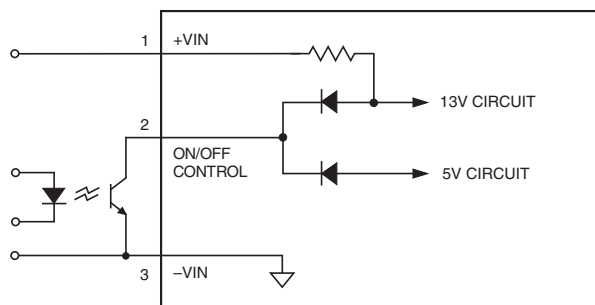 1
+VIN
13V CIRCUIT
2
ON/OFF
CONTROL
5V CIRCUIT
3
–VIN